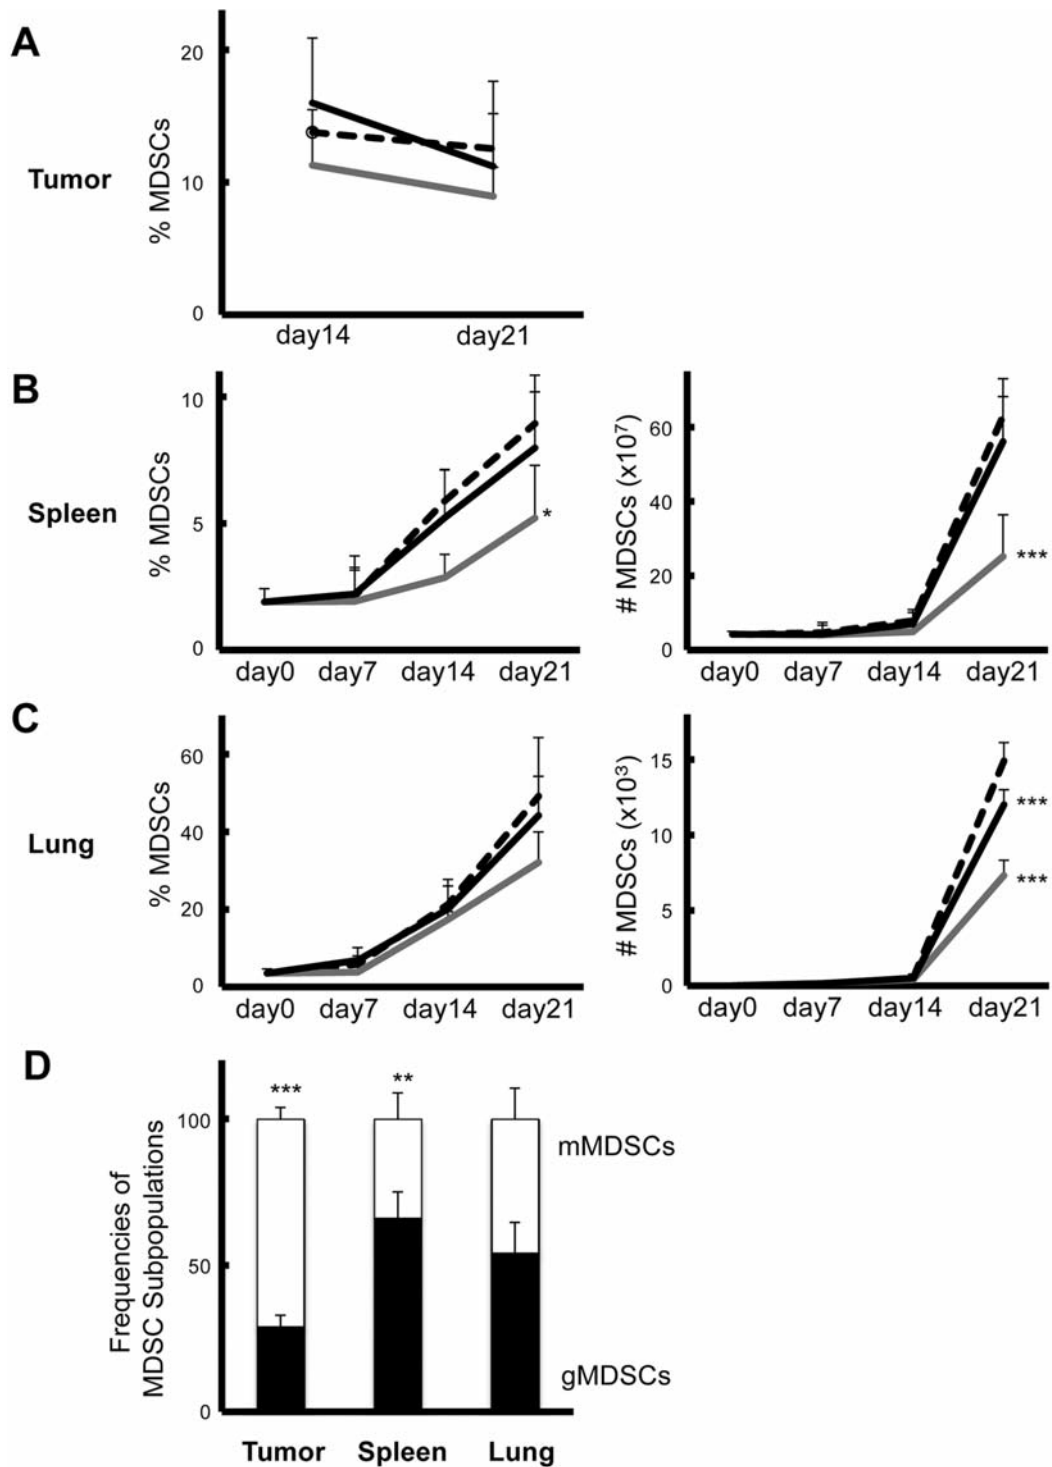 A
Tumor
% MDSCs
20
10
0
day14 day21
B
Spleen
% MDSCs
10
5
0
*
day0 day7 day14 day21
# MDSCs (x10⁷)
60
40
20
0
***
day0 day7 day14 day21
C
Lung
% MDSCs
60
40
20
0
day0 day7 day14 day21
# MDSCs (x10³)
15
10
5
0
***
***
day0 day7 day14 day21
D
Frequencies of
MDSC Subpopulations
100
50
0
*** **
mMDSCs
gMDSCs
Tumor Spleen Lung